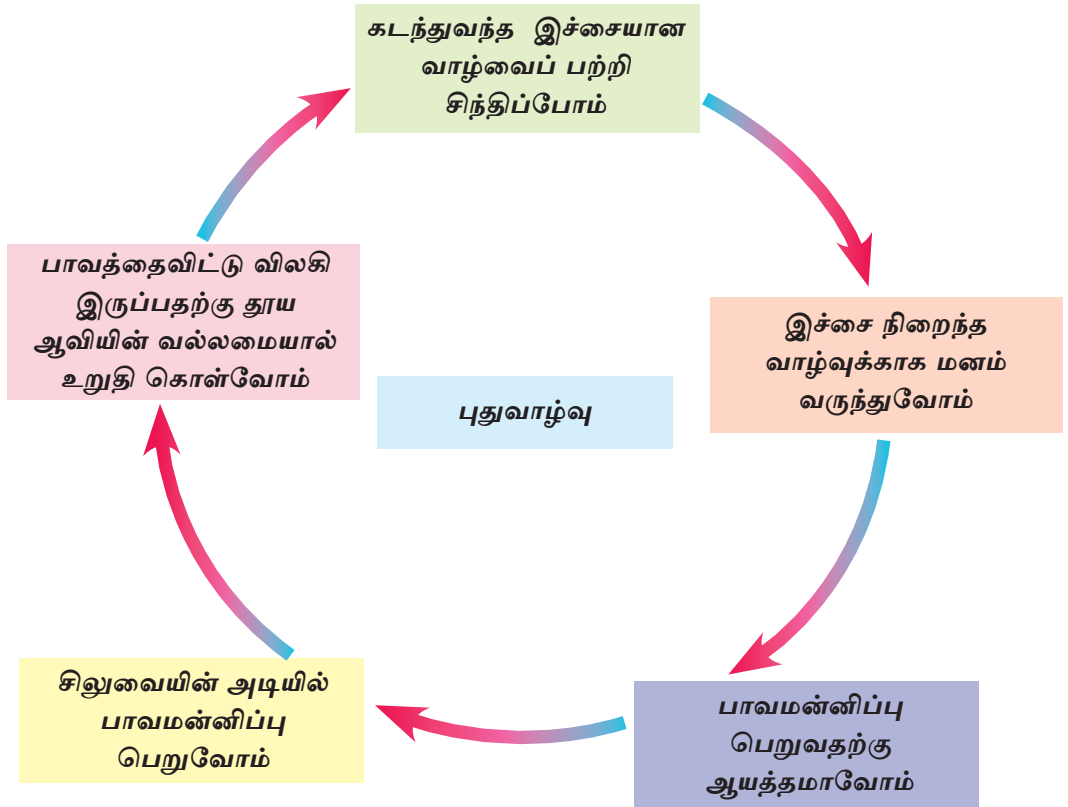 கடந்துவந்த இச்சையான
வாழ்வைப் பற்றி
சிந்திப்போம்
இச்சை நிறைந்த
வாழ்வுக்காக மனம்
வருந்துவோம்
பாவமன்னிப்பு
பெறுவதற்கு
ஆயத்தமாவோம்
சிலுவையின் அடியில்
பாவமன்னிப்பு
பெறுவோம்
பாவத்தைவிட்டு விலகி
இருப்பதற்கு தூய
ஆவியின் வல்லமையால்
உறுதி கொள்வோம்
புதுவாழ்வு